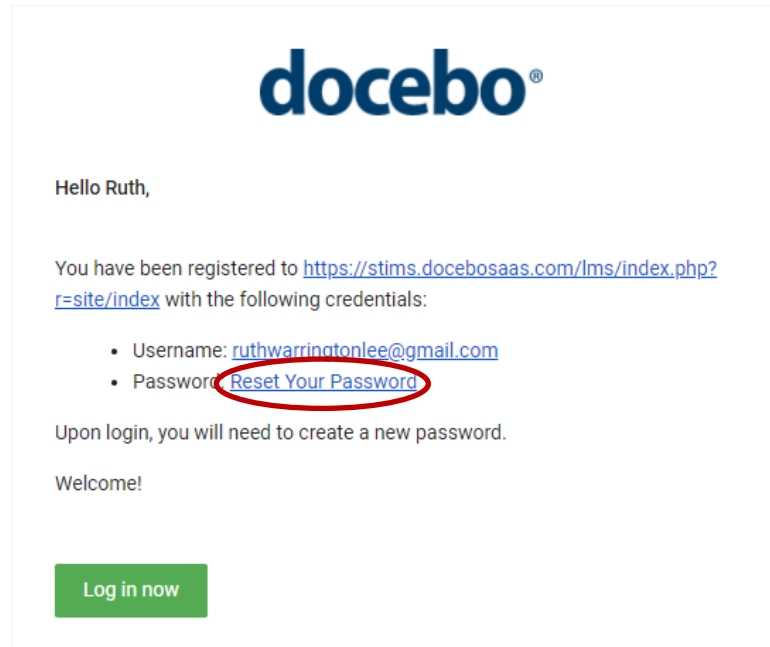 docebo®
Hello Ruth,
You have been registered to https://stims.docebosaas.com/lms/index.php?
r=site/index with the following credentials:
• Username: ruthwarringtonlee@gmail.com
• Password: Reset Your Password
Upon login, you will need to create a new password.
Welcome!
Log in now